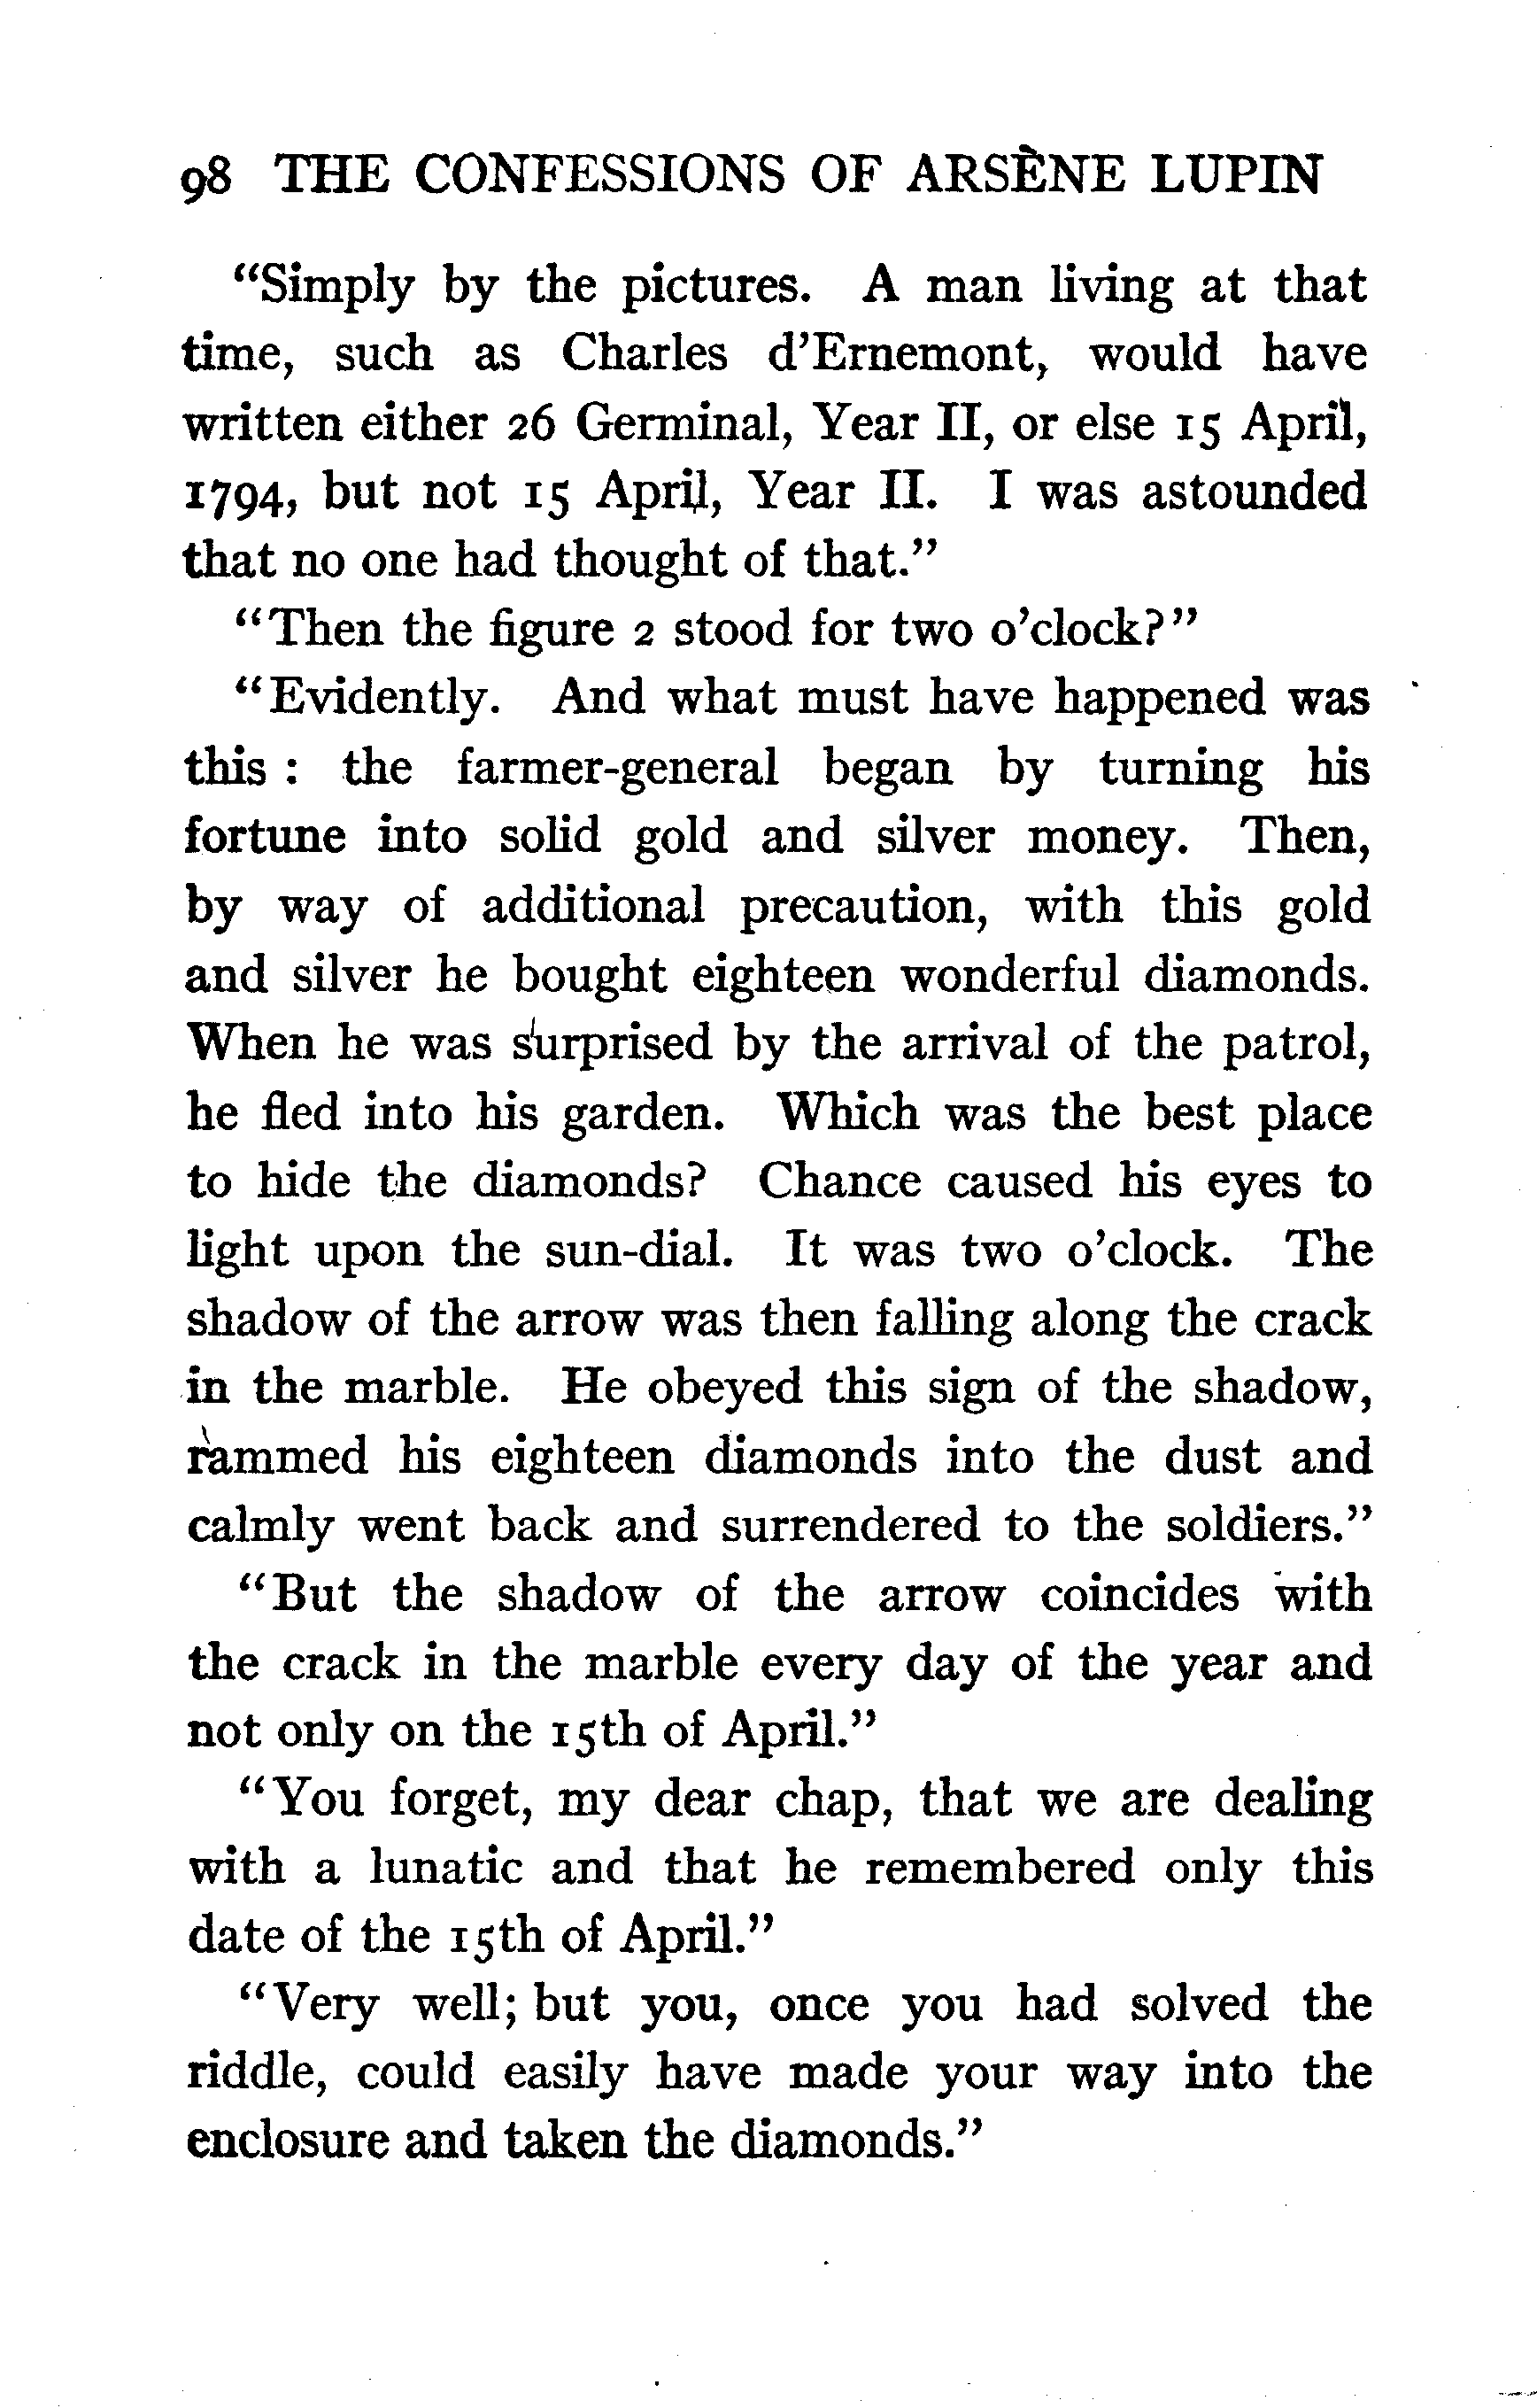 98 THE CONFESSIONS OF ARSÈNE LUPIN
“Simply by the pictures. A man living at that
time, such as Charles d’Ernemont, would have
written either 26 Germinal, Year II, or else 15 April,
1794, but not 15 April, Year II. I was astounded
that no one had thought of that.”
“Then the figure 2 stood for two o’clock?”
“Evidently. And what must have happened was
this : the farmer-general began by turning his
fortune into solid gold and silver money. Then,
by way of additional precaution, with this gold
and silver he bought eighteen wonderful diamonds.
When he was surprised by the arrival of the patrol,
he fled into his garden. Which was the best place
to hide the diamonds? Chance caused his eyes to
light upon the sun-dial. It was two o’clock. The
shadow of the arrow was then falling along the crack
in the marble. He obeyed this sign of the shadow,
rammed his eighteen diamonds into the dust and
calmly went back and surrendered to the soldiers.”
“But the shadow of the arrow coincides with
the crack in the marble every day of the year and
not only on the 15th of April.”
“You forget, my dear chap, that we are dealing
with a lunatic and that he remembered only this
date of the 15th of April.”
“Very well; but you, once you had solved the
riddle, could easily have made your way into the
enclosure and taken the diamonds.”